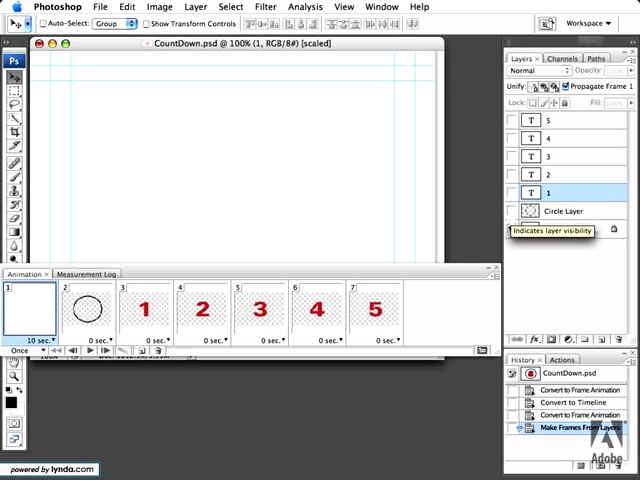 Photoshop File Edit Image Layer Select Filter Analysis View Window Help
Auto-Select: Group Show Transform Controls Workspace
CountDown.psd @ 100% (1, RGB/8#) [scaled]
Ps
Layers × Channels Paths
Normal Opacity: 100%
Unify: Propagate Frame 1
Lock: Fill:
T 5
T 4
T 3
T 2
T 1
Circle Layer
Indicates layer visibility
Animation × Measurement Log
1 2 3 4 5 6 7
1 2 3 4 5
10 sec. 0 sec. 0 sec. 0 sec. 0 sec. 0 sec. 0 sec.
Once
100%
History × Actions
CountDown.psd
Convert to Frame Animation
Convert to Timeline
Convert to Frame Animation
Make Frames From Layers
Adobe
powered by lynda.com